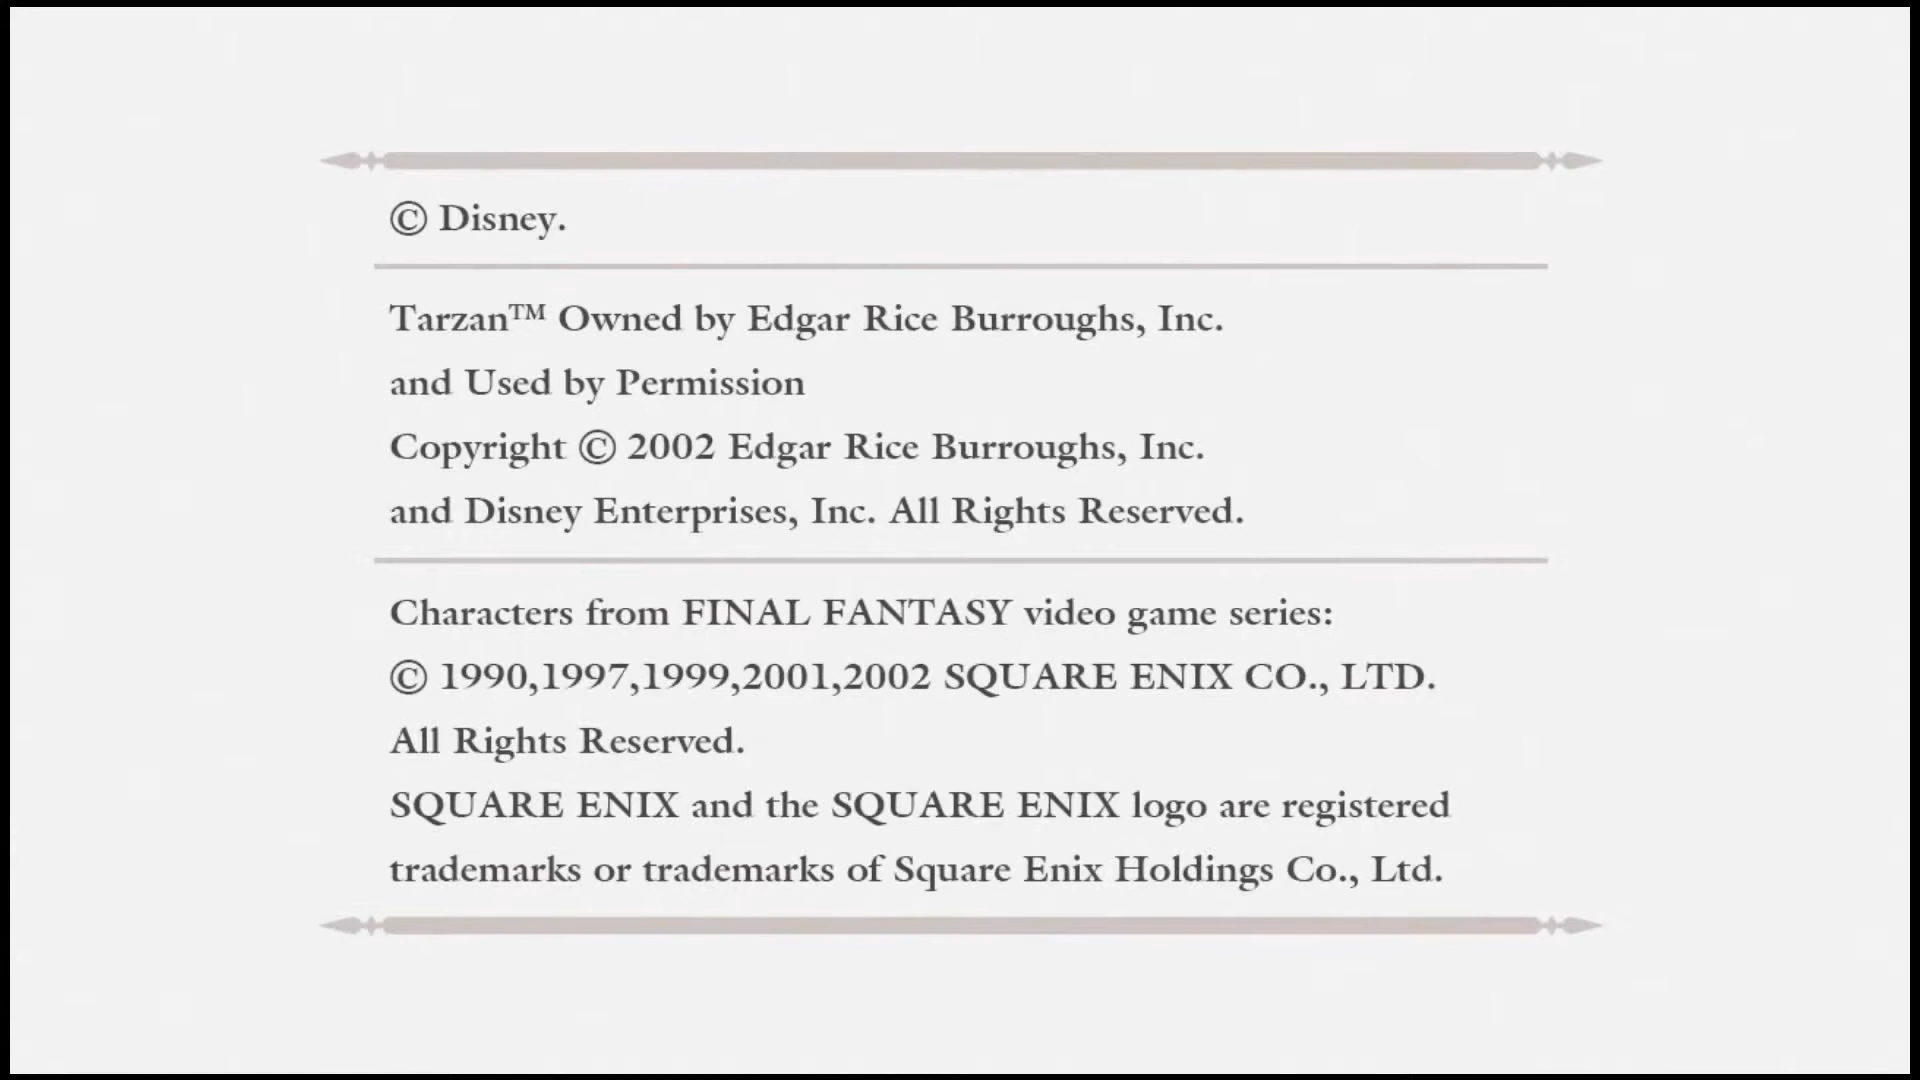 © Disney.
Tarzan™ Owned by Edgar Rice Burroughs, Inc.
and Used by Permission
Copyright © 2002 Edgar Rice Burroughs, Inc.
and Disney Enterprises, Inc. All Rights Reserved.
Characters from FINAL FANTASY video game series:
© 1990,1997,1999,2001,2002 SQUARE ENIX CO., LTD.
All Rights Reserved.
SQUARE ENIX and the SQUARE ENIX logo are registered
trademarks or trademarks of Square Enix Holdings Co., Ltd.